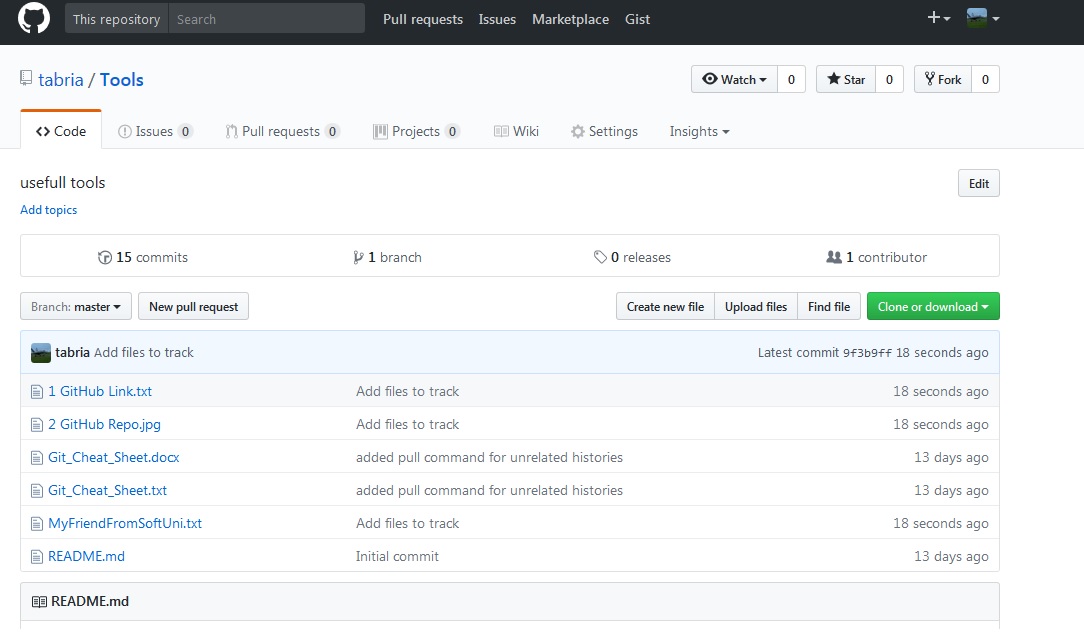 This repository Search Pull requests Issues Marketplace Gist
tabria / Tools Watch 0 Star 0 Fork 0
Code Issues 0 Pull requests 0 Projects 0 Wiki Settings Insights
usefull tools Edit
Add topics
15 commits 1 branch 0 releases 1 contributor
Branch: master New pull request Create new file Upload files Find file Clone or download
tabria Add files to track Latest commit 9f3b9ff 18 seconds ago
1 GitHub Link.txt Add files to track 18 seconds ago
2 GitHub Repo.jpg Add files to track 18 seconds ago
Git_Cheat_Sheet.docx added pull command for unrelated histories 13 days ago
Git_Cheat_Sheet.txt added pull command for unrelated histories 13 days ago
MyFriendFromSoftUni.txt Add files to track 18 seconds ago
README.md Initial commit 13 days ago
README.md